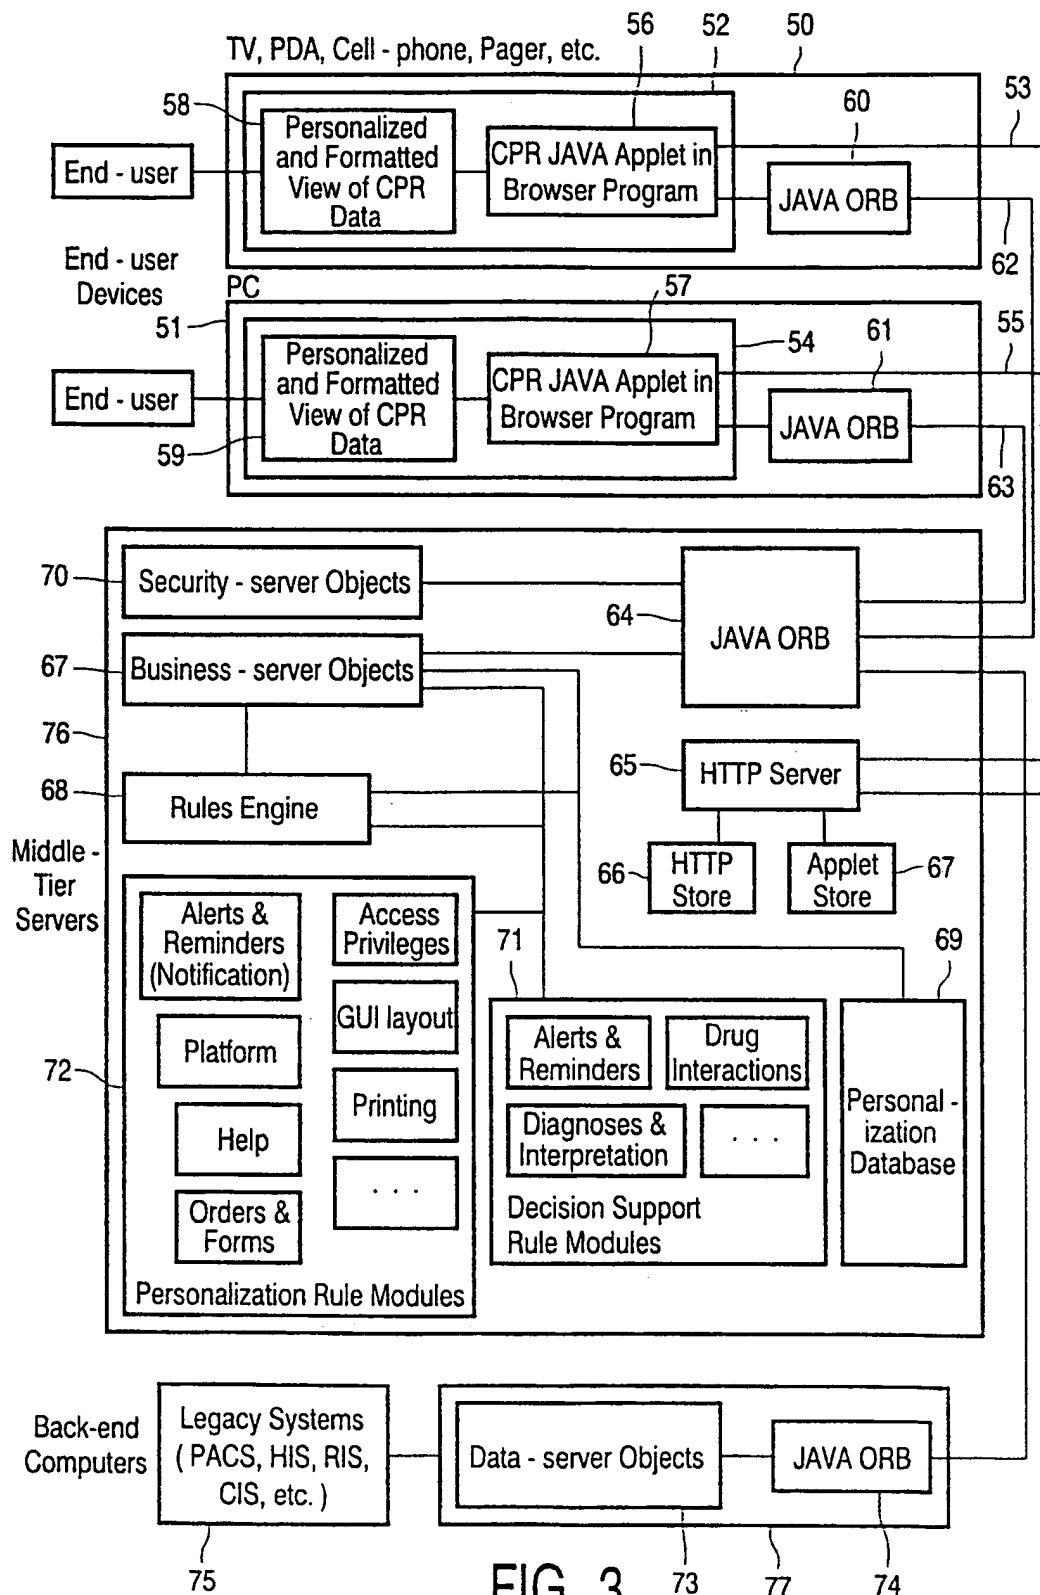 56
52
50
TV, PDA, Cell - phone, Pager, etc.
53
58
60
Personalized
and Formatted
View of CPR
Data
CPR JAVA Applet in
Browser Program
End - user
JAVA ORB
62
End - user
Devices
PC
57
51
54
61
55
Personalized
and Formatted
View of CPR
Data
CPR JAVA Applet in
Browser Program
End - user
JAVA ORB
59
63
70
Security - server Objects
64
JAVA ORB
67
Business - server Objects
76
65
HTTP Server
68
Rules Engine
Middle -
Tier
Servers
66
HTTP
Store
Applet
Store
67
Alerts &
Reminders
(Notification)
Access
Privileges
71
69
GUI layout
Platform
Alerts &
Reminders
Drug
Interactions
72
Printing
Personal -
ization
Database
Help
Diagnoses &
Interpretation
. . .
. . .
Orders &
Forms
Decision Support
Rule Modules
Personalization Rule Modules
Back-end
Computers
Legacy Systems
( PACS, HIS, RIS,
CIS, etc. )
Data - server Objects
JAVA ORB
75
FIG. 3
73
77
74